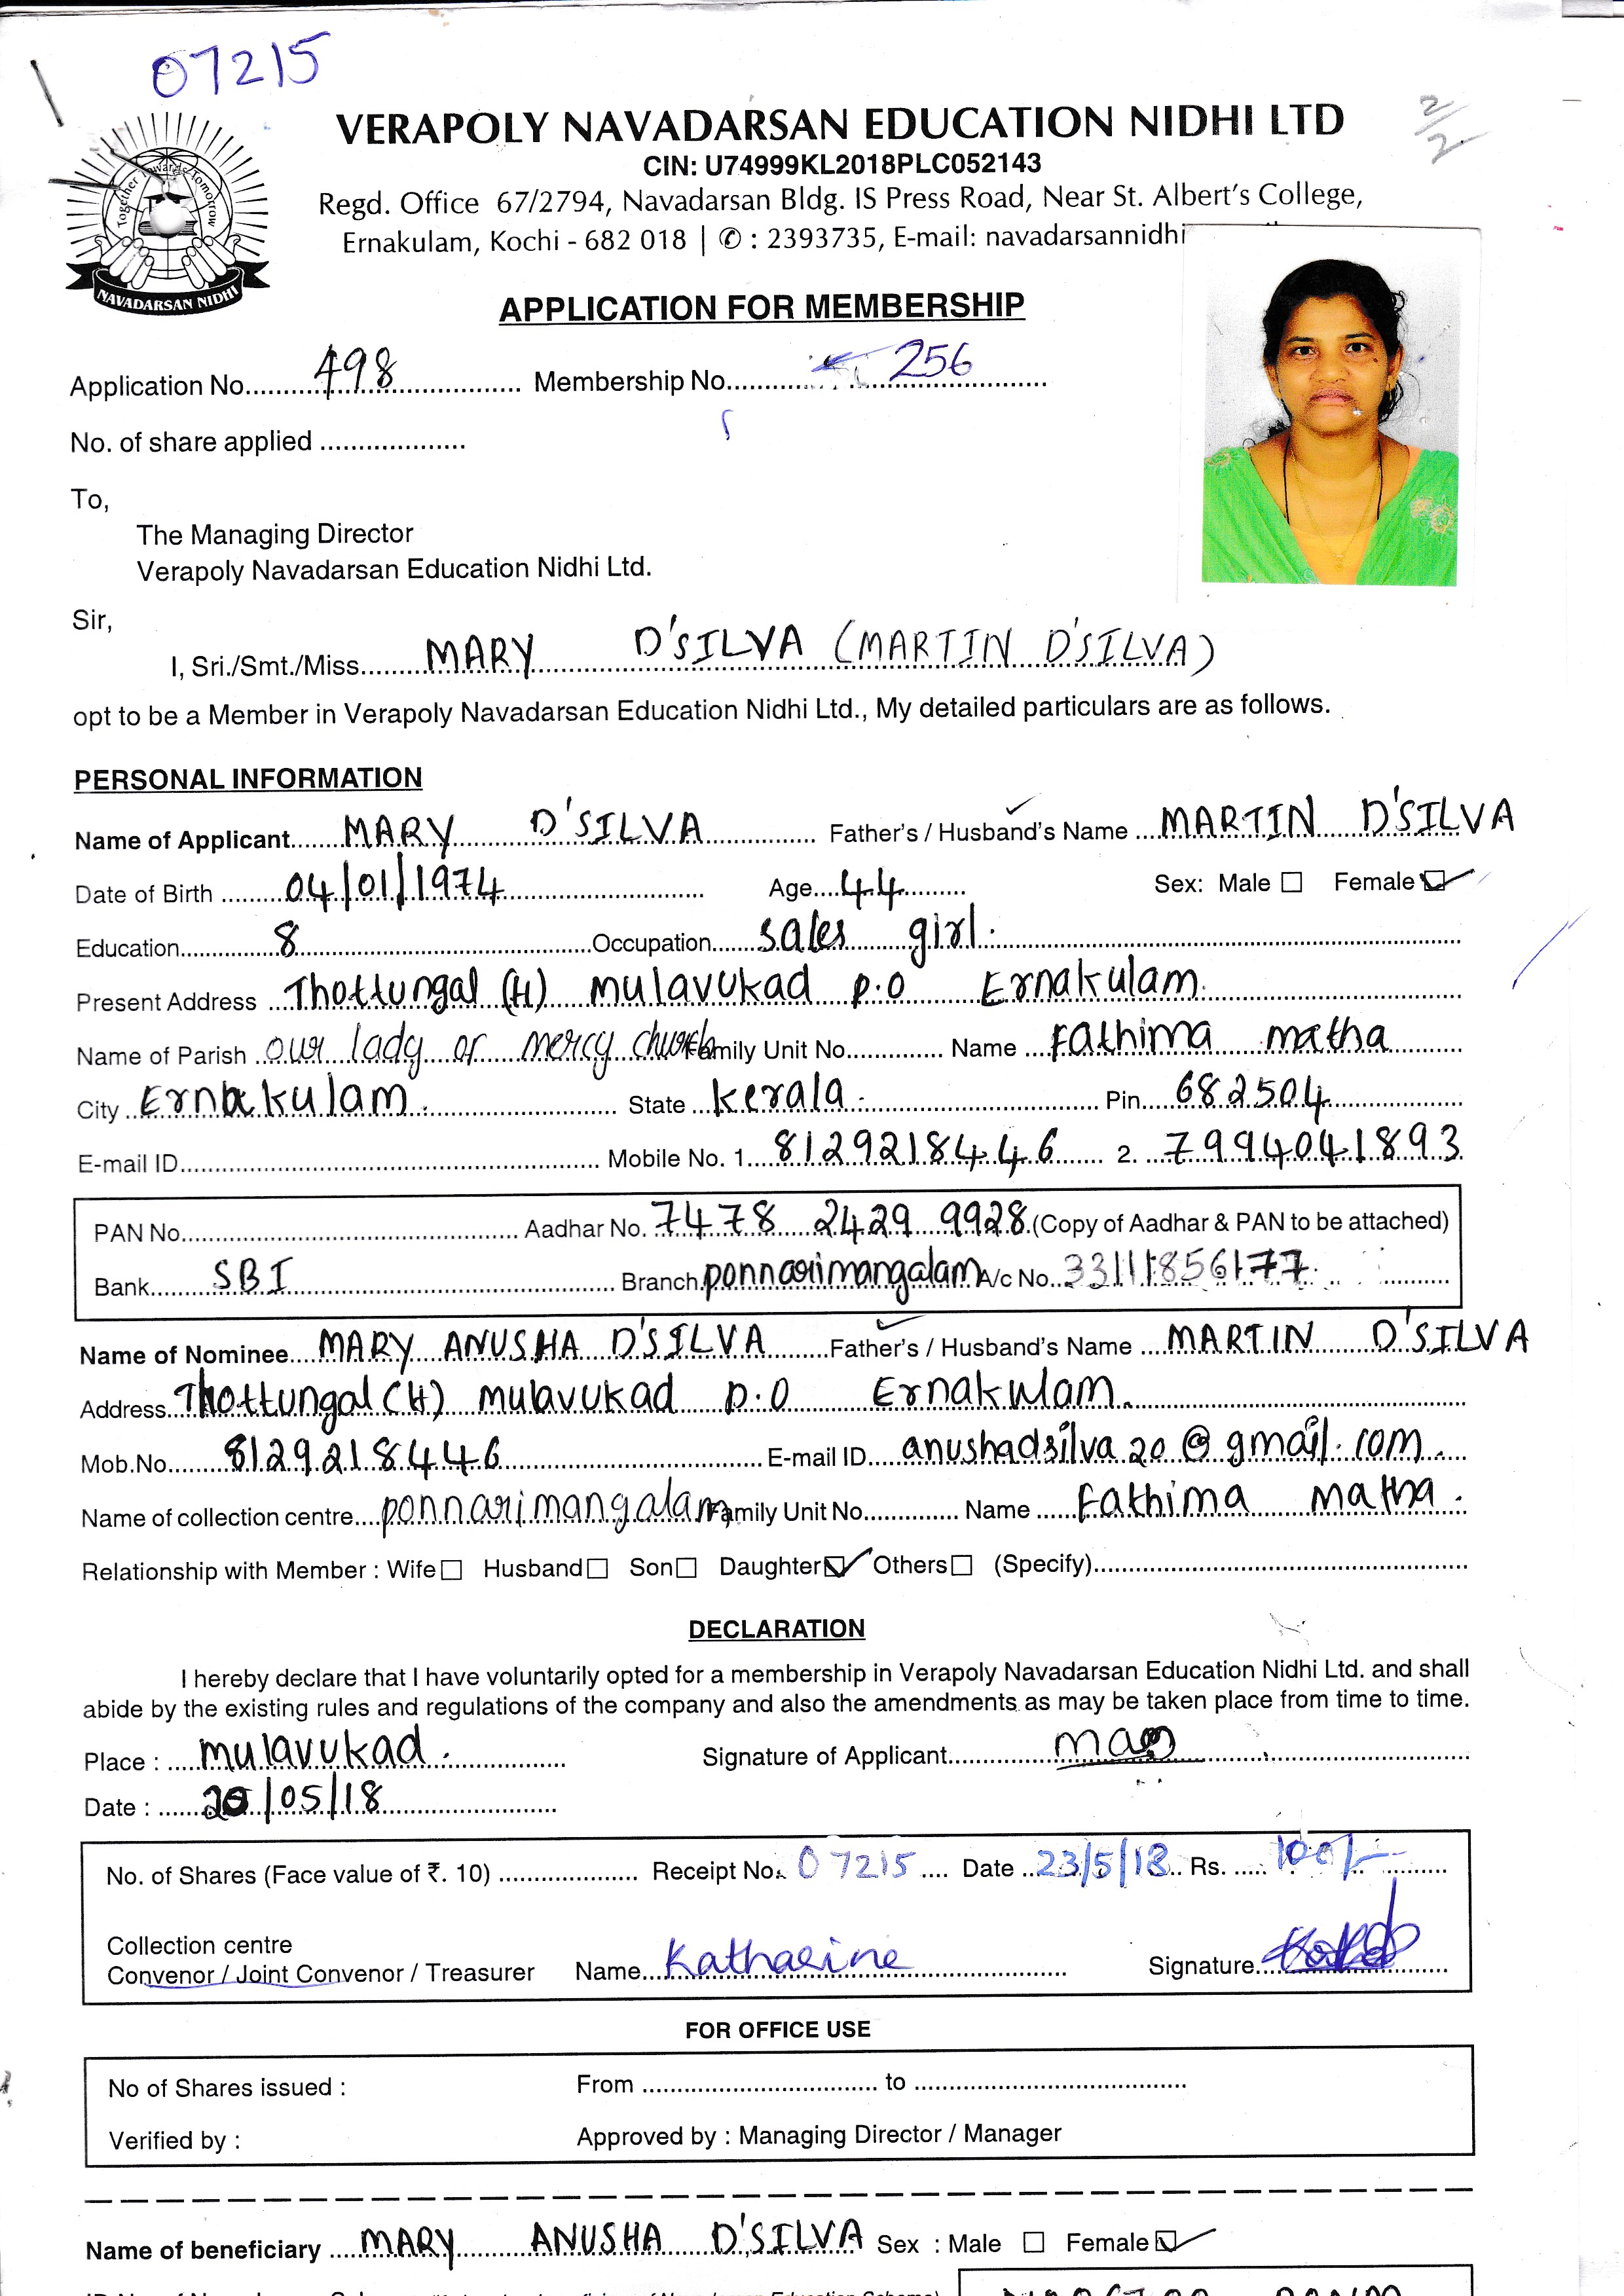 07215
2/2
VERAPOLY NAVADARSAN EDUCATION NIDHI LTD
CIN: U74999KL2018PLC052143
Regd. Office 67/2794, Navadarsan Bldg. IS Press Road, Near St. Albert's College,
Ernakulam, Kochi - 682 018 | ✆ : 2393735, E-mail: navadarsannidhi
Together Towards Tomorrow
NAVADARSAN NIDHI
APPLICATION FOR MEMBERSHIP
Application No. 498 Membership No. 256
No. of share applied
To,
The Managing Director
Verapoly Navadarsan Education Nidhi Ltd.
Sir,
I, Sri./Smt./Miss. MARY D'SILVA (MARTIN D'SILVA)
opt to be a Member in Verapoly Navadarsan Education Nidhi Ltd., My detailed particulars are as follows.
PERSONAL INFORMATION
Name of Applicant MARY D'SILVA Father's / Husband's Name MARTIN D'SILVA
Date of Birth 04/01/1974 Age 44 Sex: Male ☐ Female ☑
Education 8 Occupation sales girl.
Present Address Thottungal (H) mulavukad p.o Ernakulam.
Name of Parish our lady of mercy church Family Unit No. Name Fathima matha
City Ernakulam. State kerala. Pin 682504
E-mail ID Mobile No. 1. 8129218446 2. 7994041893
PAN No. Aadhar No. 7478 2429 9928 (Copy of Aadhar & PAN to be attached)
Bank SBI Branch ponnarimangalam A/c No. 33111856177
Name of Nominee MARY ANUSHA D'SILVA Father's / Husband's Name MARTIN D'SILVA
Address Thottungal (H) mulavukad p.o Ernakulam.
Mob.No. 8129218446 E-mail ID anushadsilva20@gmail.com.
Name of collection centre ponnarimangalam Family Unit No. Name Fathima Matha.
Relationship with Member : Wife ☐ Husband ☐ Son ☐ Daughter ☑ Others ☐ (Specify)
DECLARATION
I hereby declare that I have voluntarily opted for a membership in Verapoly Navadarsan Education Nidhi Ltd. and shall
abide by the existing rules and regulations of the company and also the amendments as may be taken place from time to time.
Place : mulavukad. Signature of Applicant
Date : 20/05/18
No. of Shares (Face value of ₹. 10) Receipt No. 07215 Date 23/5/18 Rs. 100/-
Collection centre
Convenor / Joint Convenor / Treasurer Name Katharine Signature
FOR OFFICE USE
No of Shares issued : From to
Verified by : Approved by : Managing Director / Manager
Name of beneficiary MARY ANUSHA D'SILVA Sex : Male ☐ Female ☑